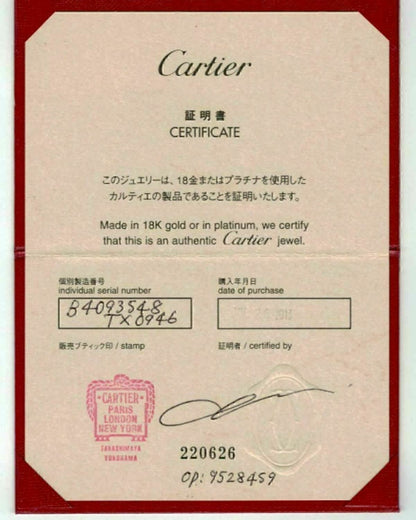 Cartier
証明書
CERTIFICATE
このジュエリーは、18金またはプラチナを使用した
カルティエの製品であることを証明いたします。
Made in 18K gold or in platinum, we certify
that this is an authentic Cartier jewel.
個別製造番号
individual serial number
B4093548
TX0946
購入年月日
date of purchase
販売ブティック印 / stamp
証明者 / certified by
CARTIER
PARIS
LONDON
NEW YORK
TAKASHIMAYA
YOKOHAMA
220626
OP: 9528459